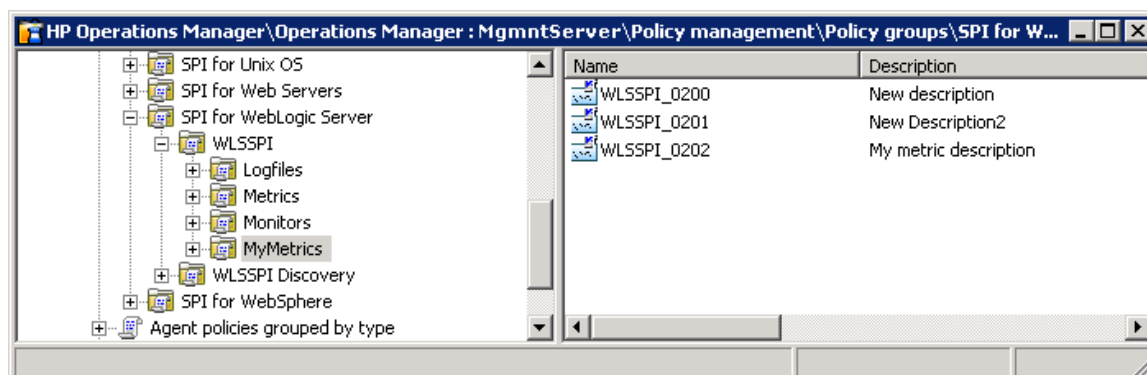 HP Operations Manager\Operations Manager : MgmntServer\Policy management\Policy groups\SPI for W...
SPI for Unix OS
SPI for Web Servers
SPI for WebLogic Server
WLSSPI
Logfiles
Metrics
Monitors
MyMetrics
WLSSPI Discovery
SPI for WebSphere
Agent policies grouped by type
Name Description
WLSSPI_0200 New description
WLSSPI_0201 New Description2
WLSSPI_0202 My metric description